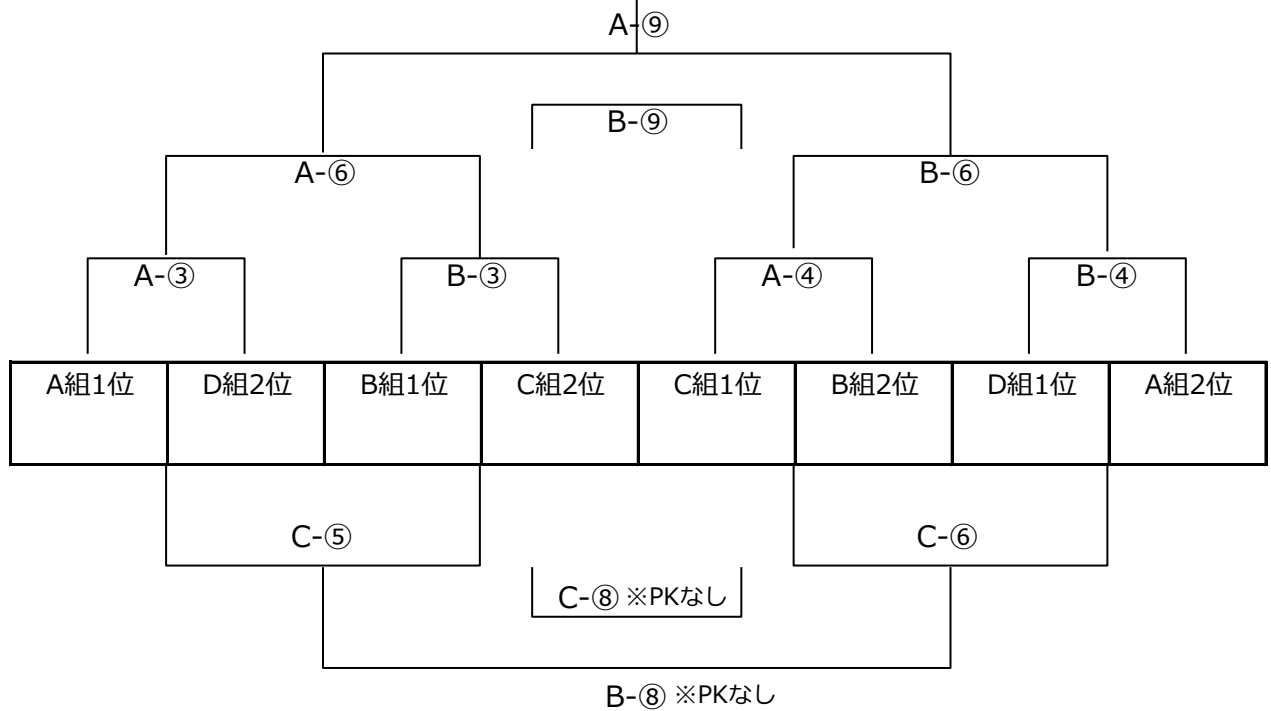 A-⑨
B-⑨
A-⑥
B-⑥
A-③
B-③
A-④
B-④
A組1位
D組2位
B組1位
C組2位
C組1位
B組2位
D組1位
A組2位
C-⑤
C-⑥
C-⑧ ※PKなし
B-⑧ ※PKなし